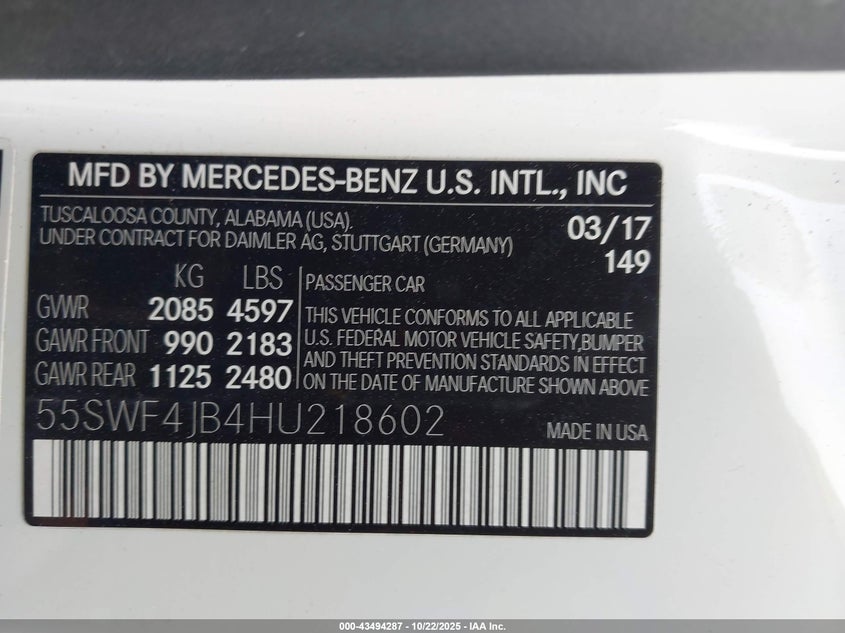 MFD BY MERCEDES-BENZ U.S. INTL., INC
TUSCALOOSA COUNTY, ALABAMA (USA).
UNDER CONTRACT FOR DAIMLER AG, STUTTGART (GERMANY)
03/17
149
KG LBS
GVWR 2085 4597
GAWR FRONT 990 2183
GAWR REAR 1125 2480
PASSENGER CAR
THIS VEHICLE CONFORMS TO ALL APPLICABLE
U.S. FEDERAL MOTOR VEHICLE SAFETY,BUMPER
AND THEFT PREVENTION STANDARDS IN EFFECT
ON THE DATE OF MANUFACTURE SHOWN ABOVE
55SWF4JB4HU218602
MADE IN USA
000-43494287 - 10/22/2025 - IAA Inc.